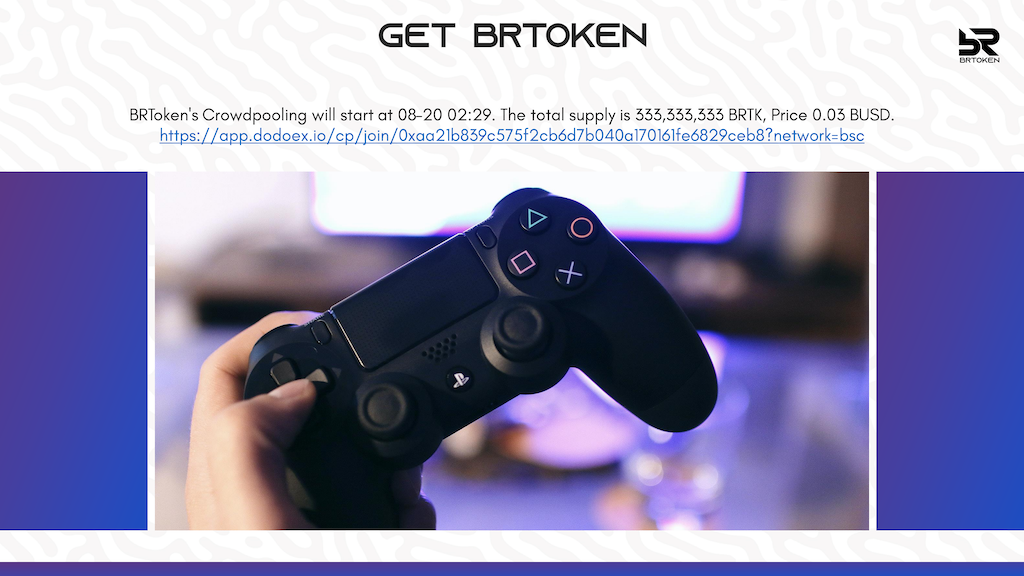 GET BRTOKEN
BRTOKEN
BRToken's Crowdpooling will start at 08-20 02:29. The total supply is 333,333,333 BRTK, Price 0.03 BUSD.
https://app.dodoex.io/cp/join/0xaa21b839c575f2cb6d7b040a170161fe6829ceb8?network=bsc